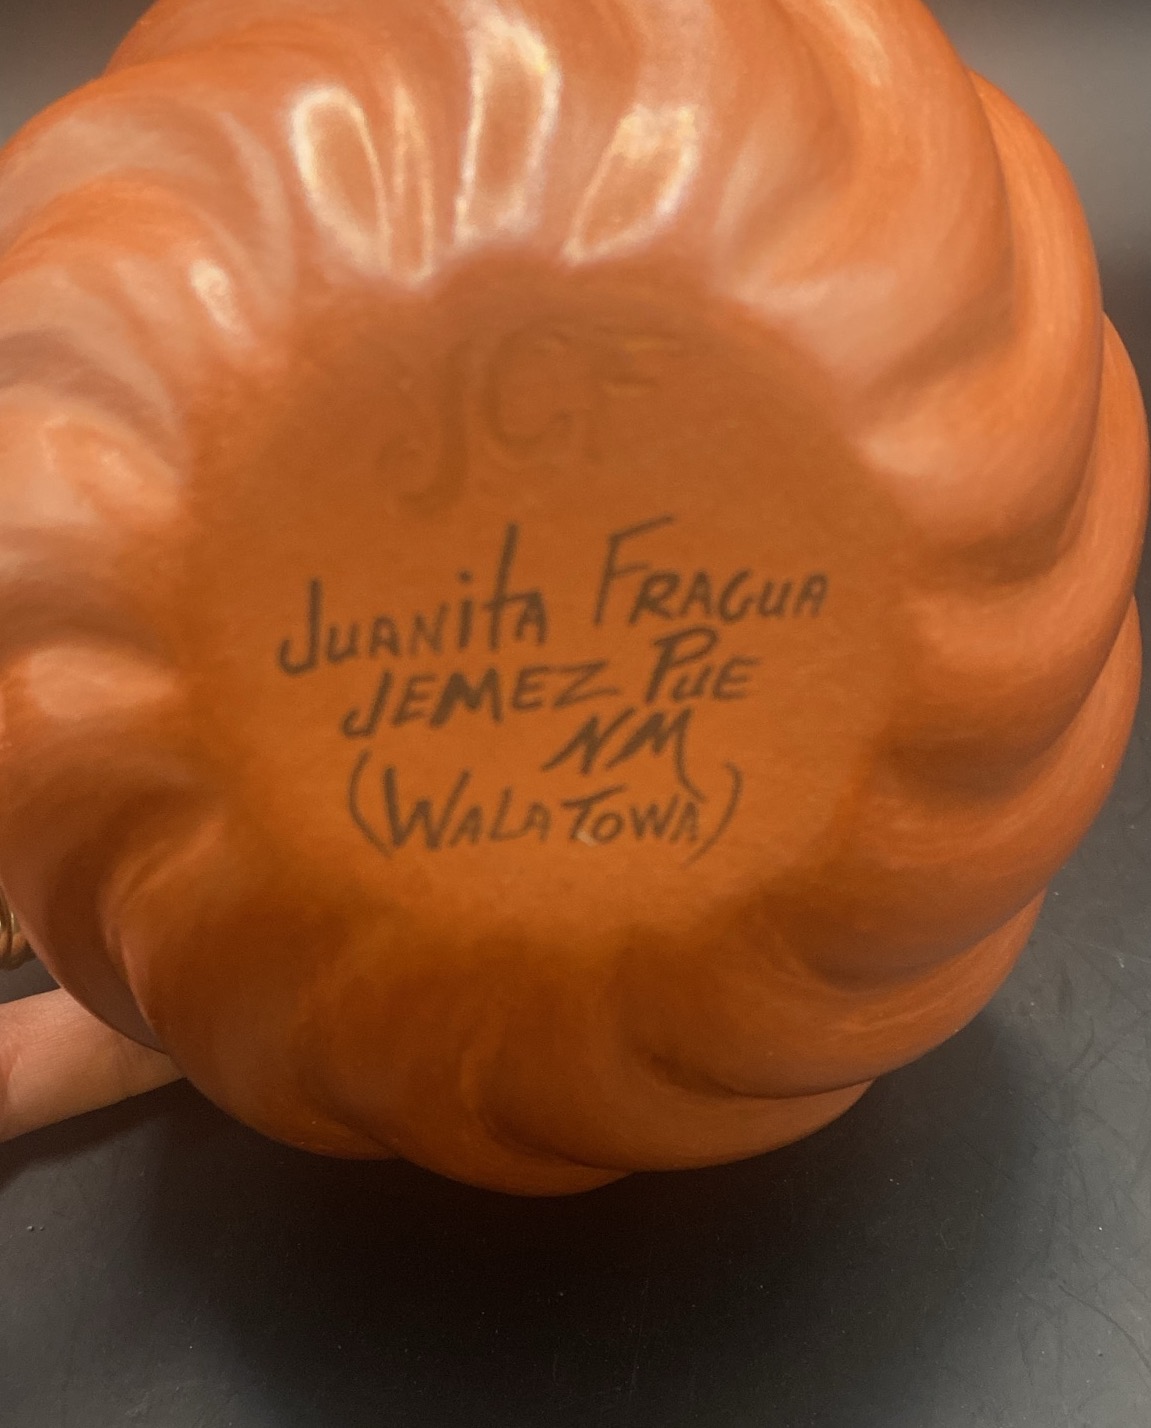 JCF
JUANITA FRAGUA
JEMEZ PUE
NM
(WALATOWA)